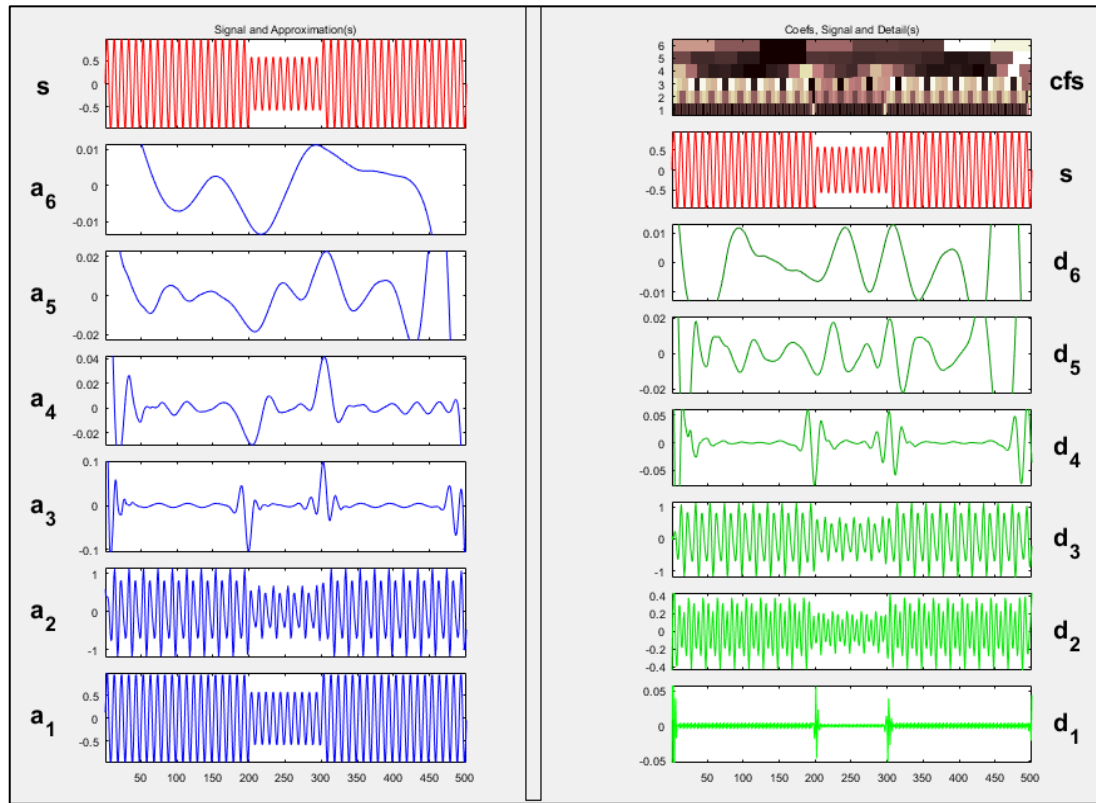 Signal and Approximation(s)
s
0.5
0
-0.5
a6
0.01
0
-0.01
a5
0.02
0
-0.02
a4
0.04
0.02
0
-0.02
a3
0.1
0
-0.1
a2
1
0
-1
a1
0.5
0
-0.5
50 100 150 200 250 300 350 400 450 500
Coefs, Signal and Detail(s)
6
5
4
3
2
1
cfs
0.5
0
-0.5
s
0.01
0
-0.01
d6
0.02
0
-0.02
d5
0.05
0
-0.05
d4
1
0
-1
d3
0.4
0.2
0
-0.2
-0.4
d2
0.05
0
-0.05
d1
50 100 150 200 250 300 350 400 450 500